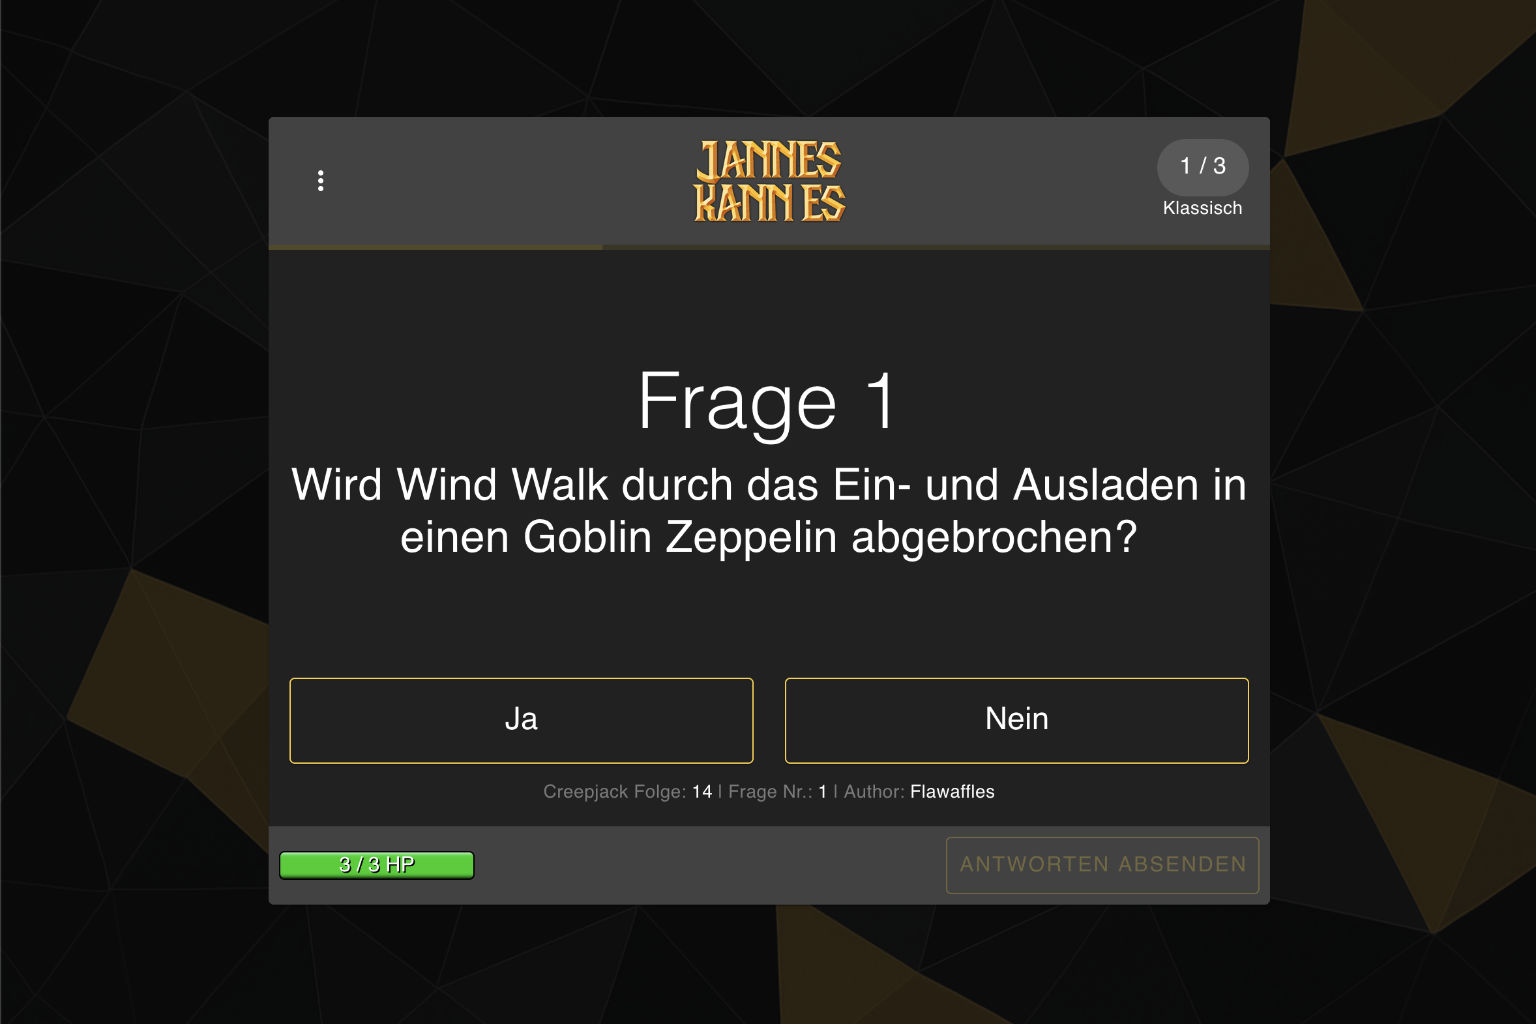 JANNES
KANN ES
1 / 3
Klassisch
Frage 1
Wird Wind Walk durch das Ein- und Ausladen in
einen Goblin Zeppelin abgebrochen?
Ja
Nein
Creepjack Folge: 14 | Frage Nr.: 1 | Author: Flawaffles
3 / 3 HP
ANTWORTEN ABSENDEN